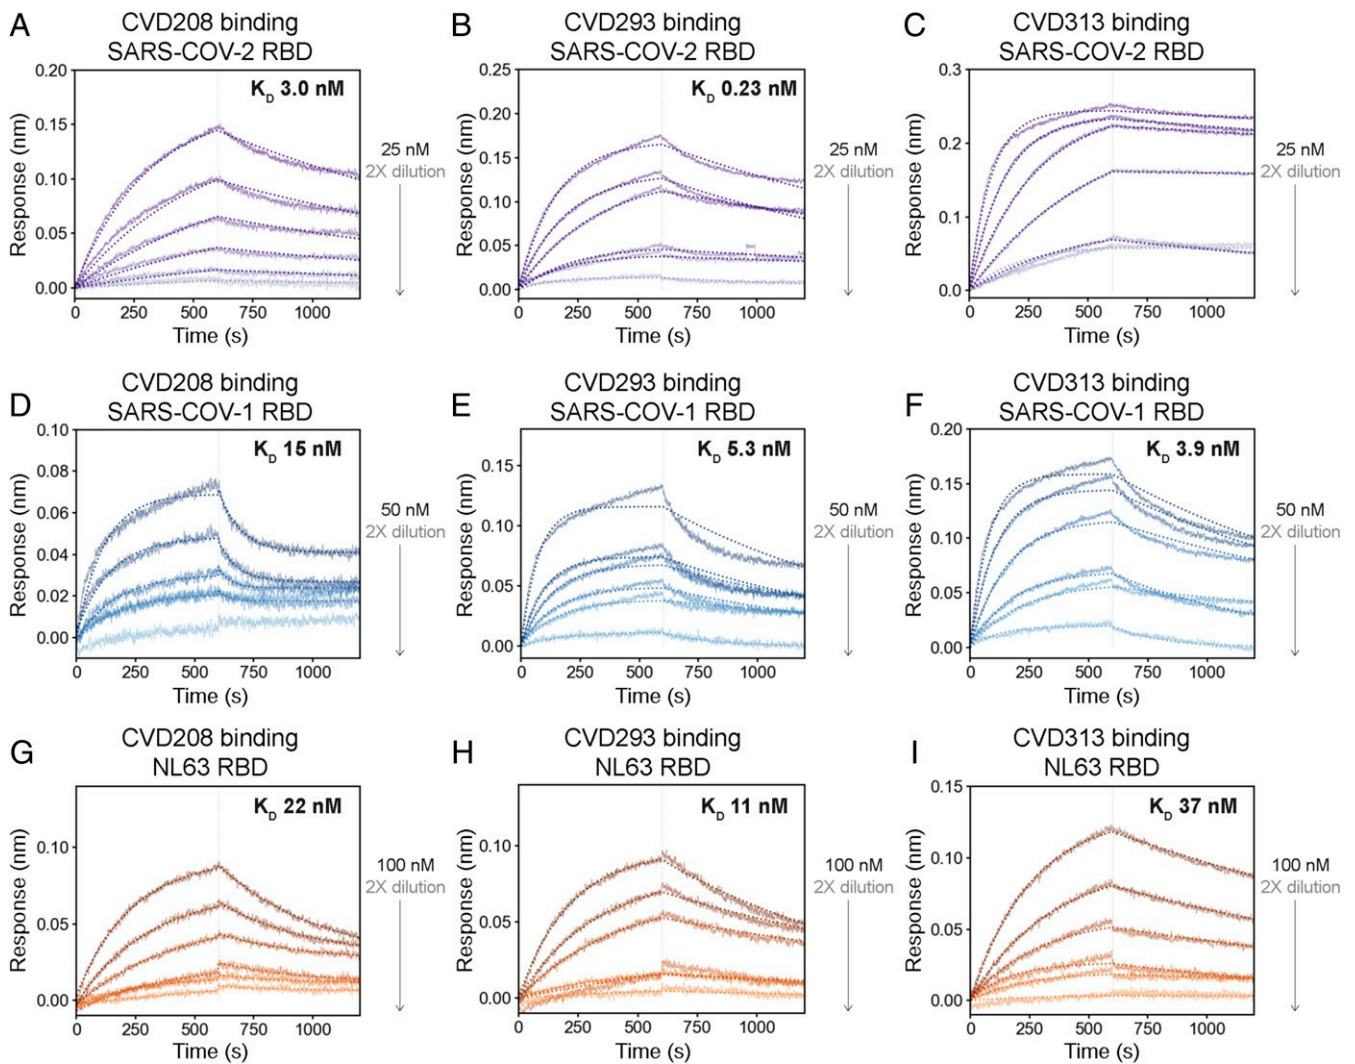 A
CVD208 binding
SARS-COV-2 RBD
K_D 3.0 nM
Response (nm)
0.20
0.15
0.10
0.05
0.00
0 250 500 750 1000
Time (s)
25 nM
2X dilution
B
CVD293 binding
SARS-COV-2 RBD
K_D 0.23 nM
Response (nm)
0.25
0.20
0.15
0.10
0.05
0.00
0 250 500 750 1000
Time (s)
25 nM
2X dilution
C
CVD313 binding
SARS-COV-2 RBD
Response (nm)
0.3
0.2
0.1
0.0
0 250 500 750 1000
Time (s)
25 nM
2X dilution
D
CVD208 binding
SARS-COV-1 RBD
K_D 15 nM
Response (nm)
0.10
0.08
0.06
0.04
0.02
0.00
0 250 500 750 1000
Time (s)
50 nM
2X dilution
E
CVD293 binding
SARS-COV-1 RBD
K_D 5.3 nM
Response (nm)
0.15
0.10
0.05
0.00
0 250 500 750 1000
Time (s)
50 nM
2X dilution
F
CVD313 binding
SARS-COV-1 RBD
K_D 3.9 nM
Response (nm)
0.20
0.15
0.10
0.05
0.00
0 250 500 750 1000
Time (s)
50 nM
2X dilution
G
CVD208 binding
NL63 RBD
K_D 22 nM
Response (nm)
0.10
0.05
0.00
0 250 500 750 1000
Time (s)
100 nM
2X dilution
H
CVD293 binding
NL63 RBD
K_D 11 nM
Response (nm)
0.10
0.05
0.00
0 250 500 750 1000
Time (s)
100 nM
2X dilution
I
CVD313 binding
NL63 RBD
K_D 37 nM
Response (nm)
0.15
0.10
0.05
0.00
0 250 500 750 1000
Time (s)
100 nM
2X dilution